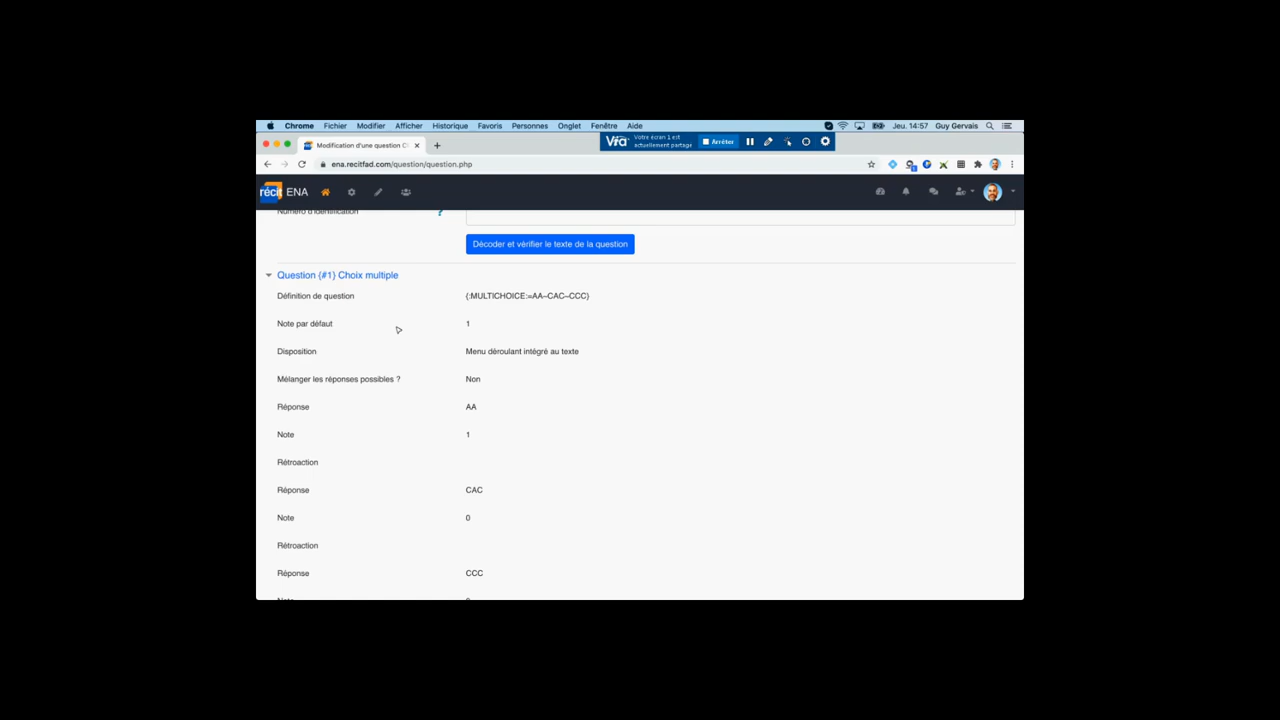 Chrome Fichier Modifier Afficher Historique Favoris Personnes Onglet Fenêtre Aide Jeu. 14:57 Guy Gervais
Modification d'une question C
Via Votre écran 1 est actuellement partagé Arrêter
ena.recitfad.com/question/question.php
récit ENA
Numéro d'identification
Décoder et vérifier le texte de la question
Question {#1} Choix multiple
Définition de question {:MULTICHOICE:=AA~CAC~CCC}
Note par défaut 1
Disposition Menu déroulant intégré au texte
Mélanger les réponses possibles ? Non
Réponse AA
Note 1
Rétroaction
Réponse CAC
Note 0
Rétroaction
Réponse CCC